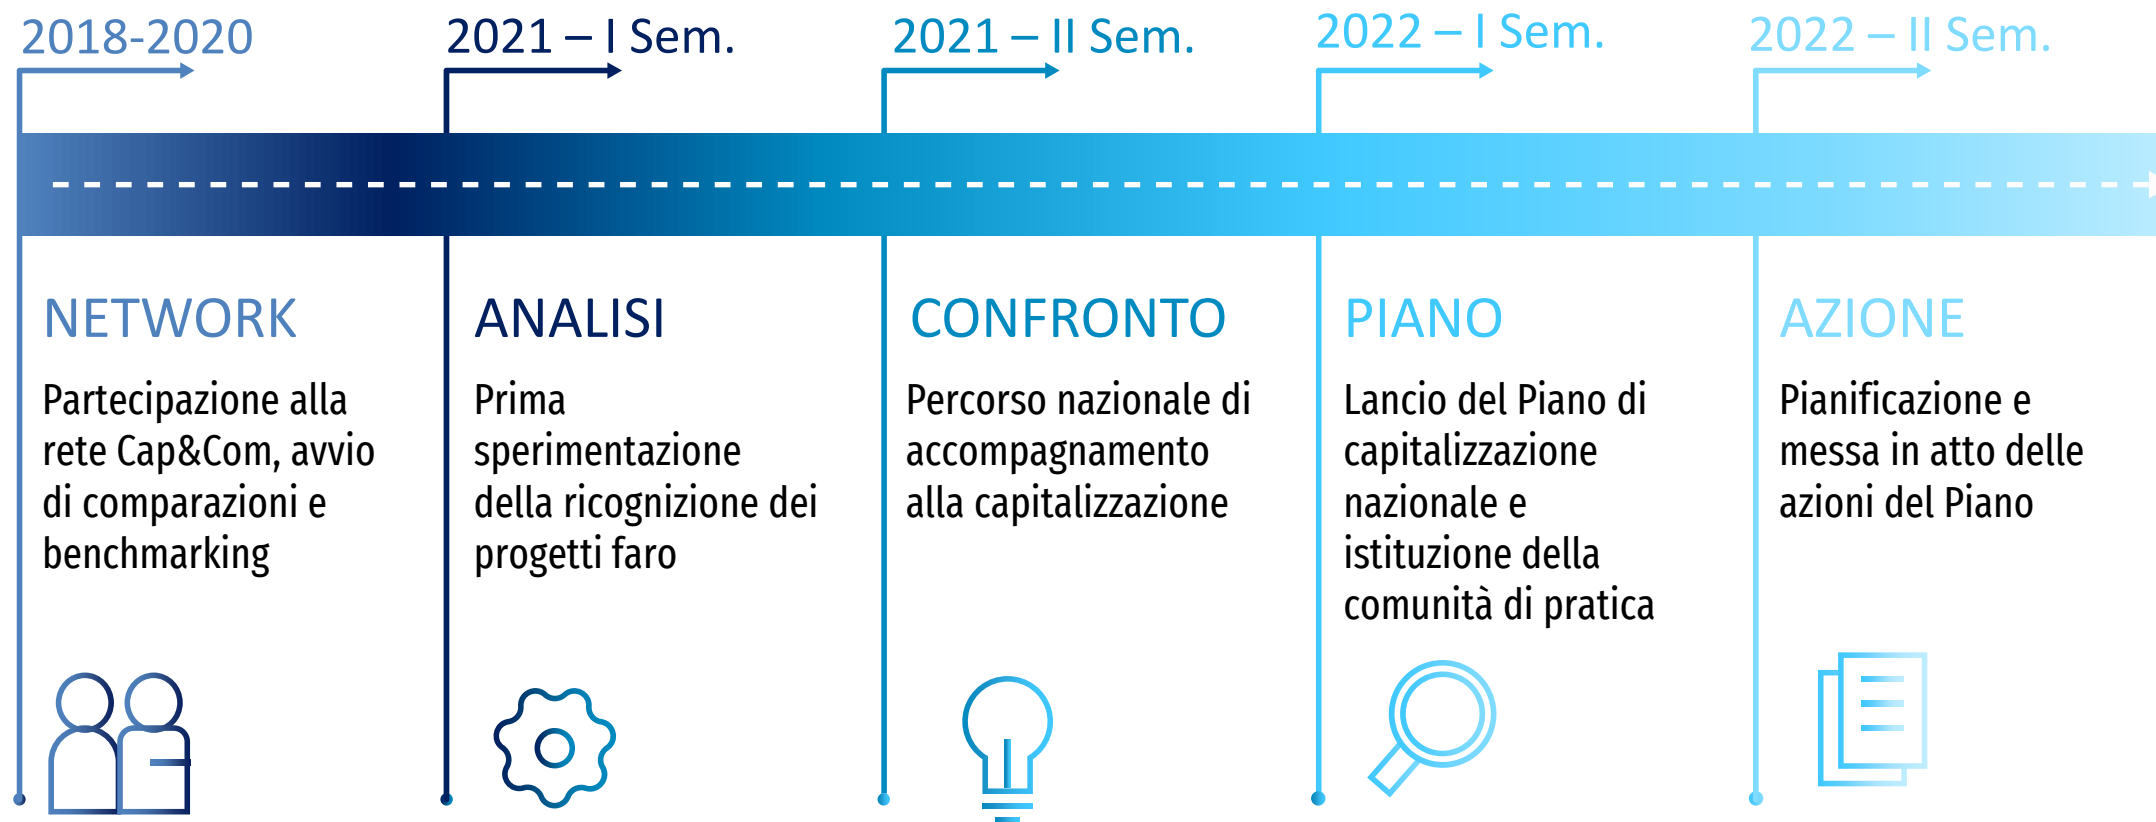 2018-2020
2021 – I Sem.
2021 – II Sem.
2022 – I Sem.
2022 – II Sem.
NETWORK
Partecipazione alla
rete Cap&Com, avvio
di comparazioni e
benchmarking
ANALISI
Prima
sperimentazione
della ricognizione dei
progetti faro
CONFRONTO
Percorso nazionale di
accompagnamento
alla capitalizzazione
PIANO
Lancio del Piano di
capitalizzazione
nazionale e
istituzione della
comunità di pratica
AZIONE
Pianificazione e
messa in atto delle
azioni del Piano